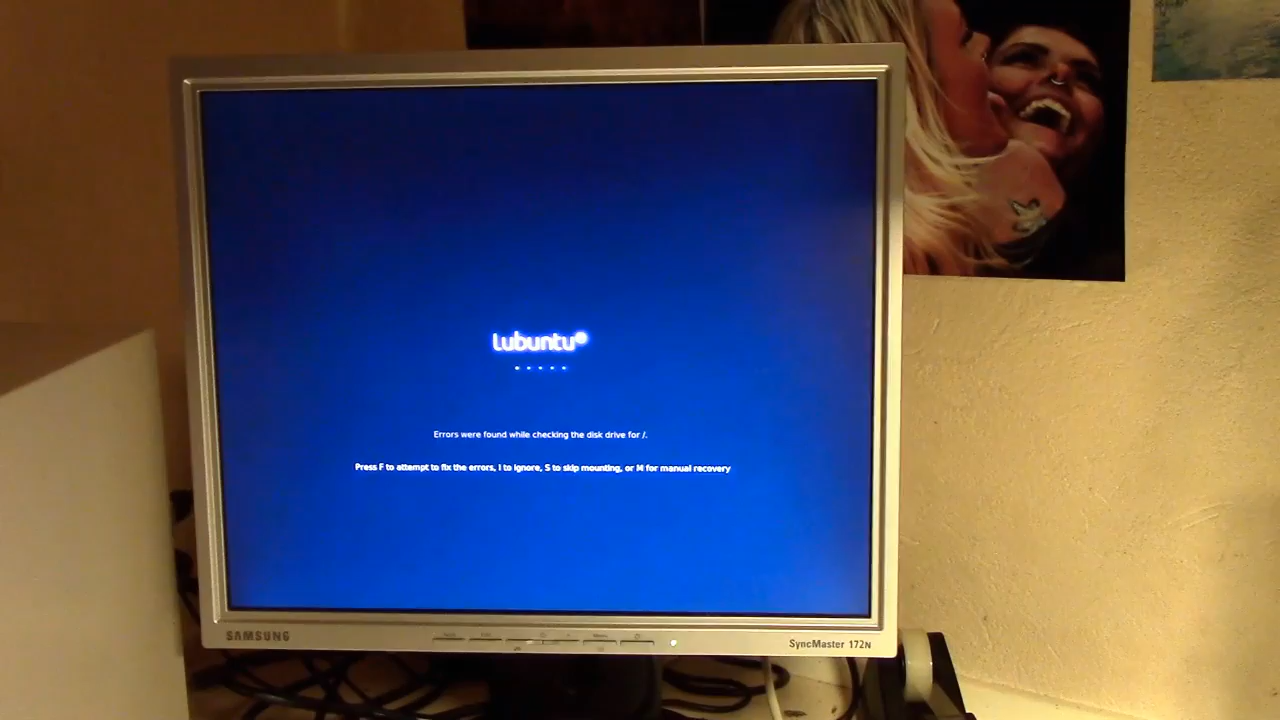 lubuntu
Errors were found while checking the disk drive for /.
Press F to attempt to fix the errors, I to ignore, S to skip mounting, or M for manual recovery
SAMSUNG
SyncMaster 172N